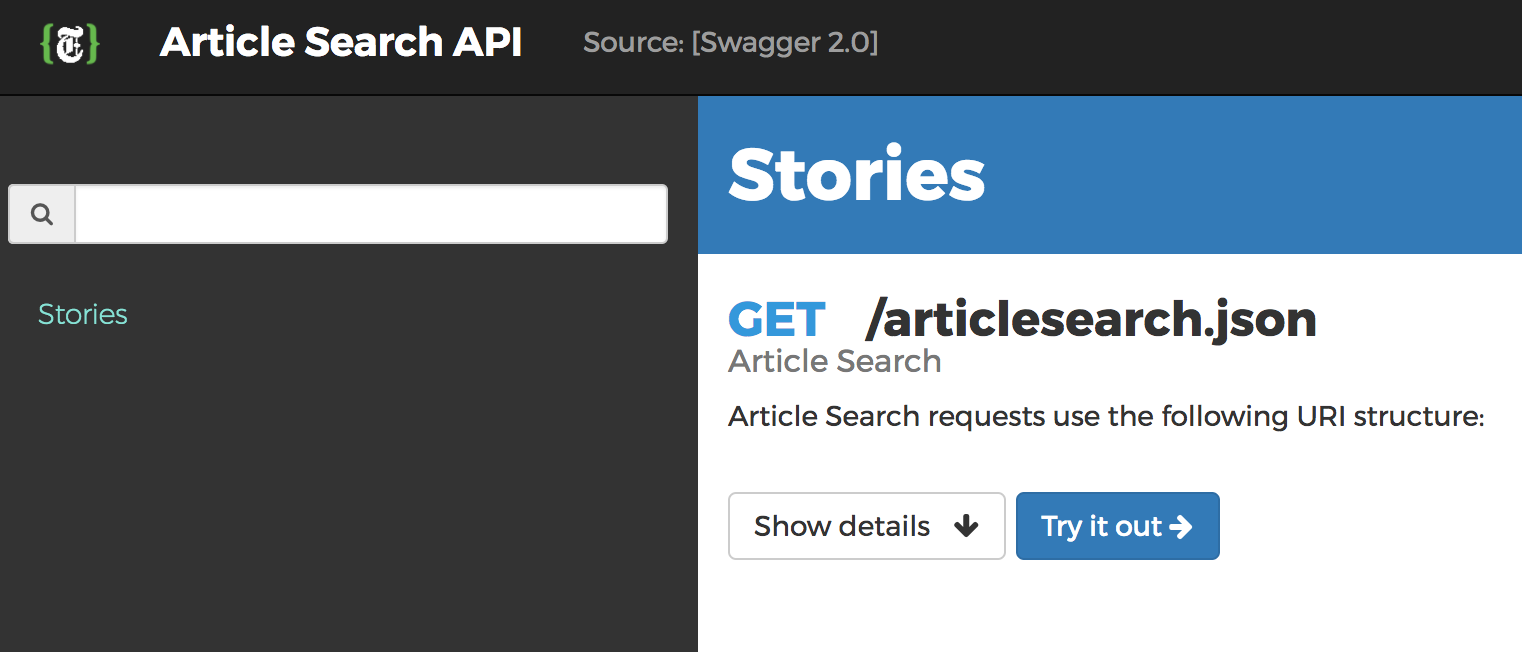 {T} Article Search API Source: [Swagger 2.0]
Stories
Stories
GET /articlesearch.json
Article Search
Article Search requests use the following URI structure:
Show details Try it out